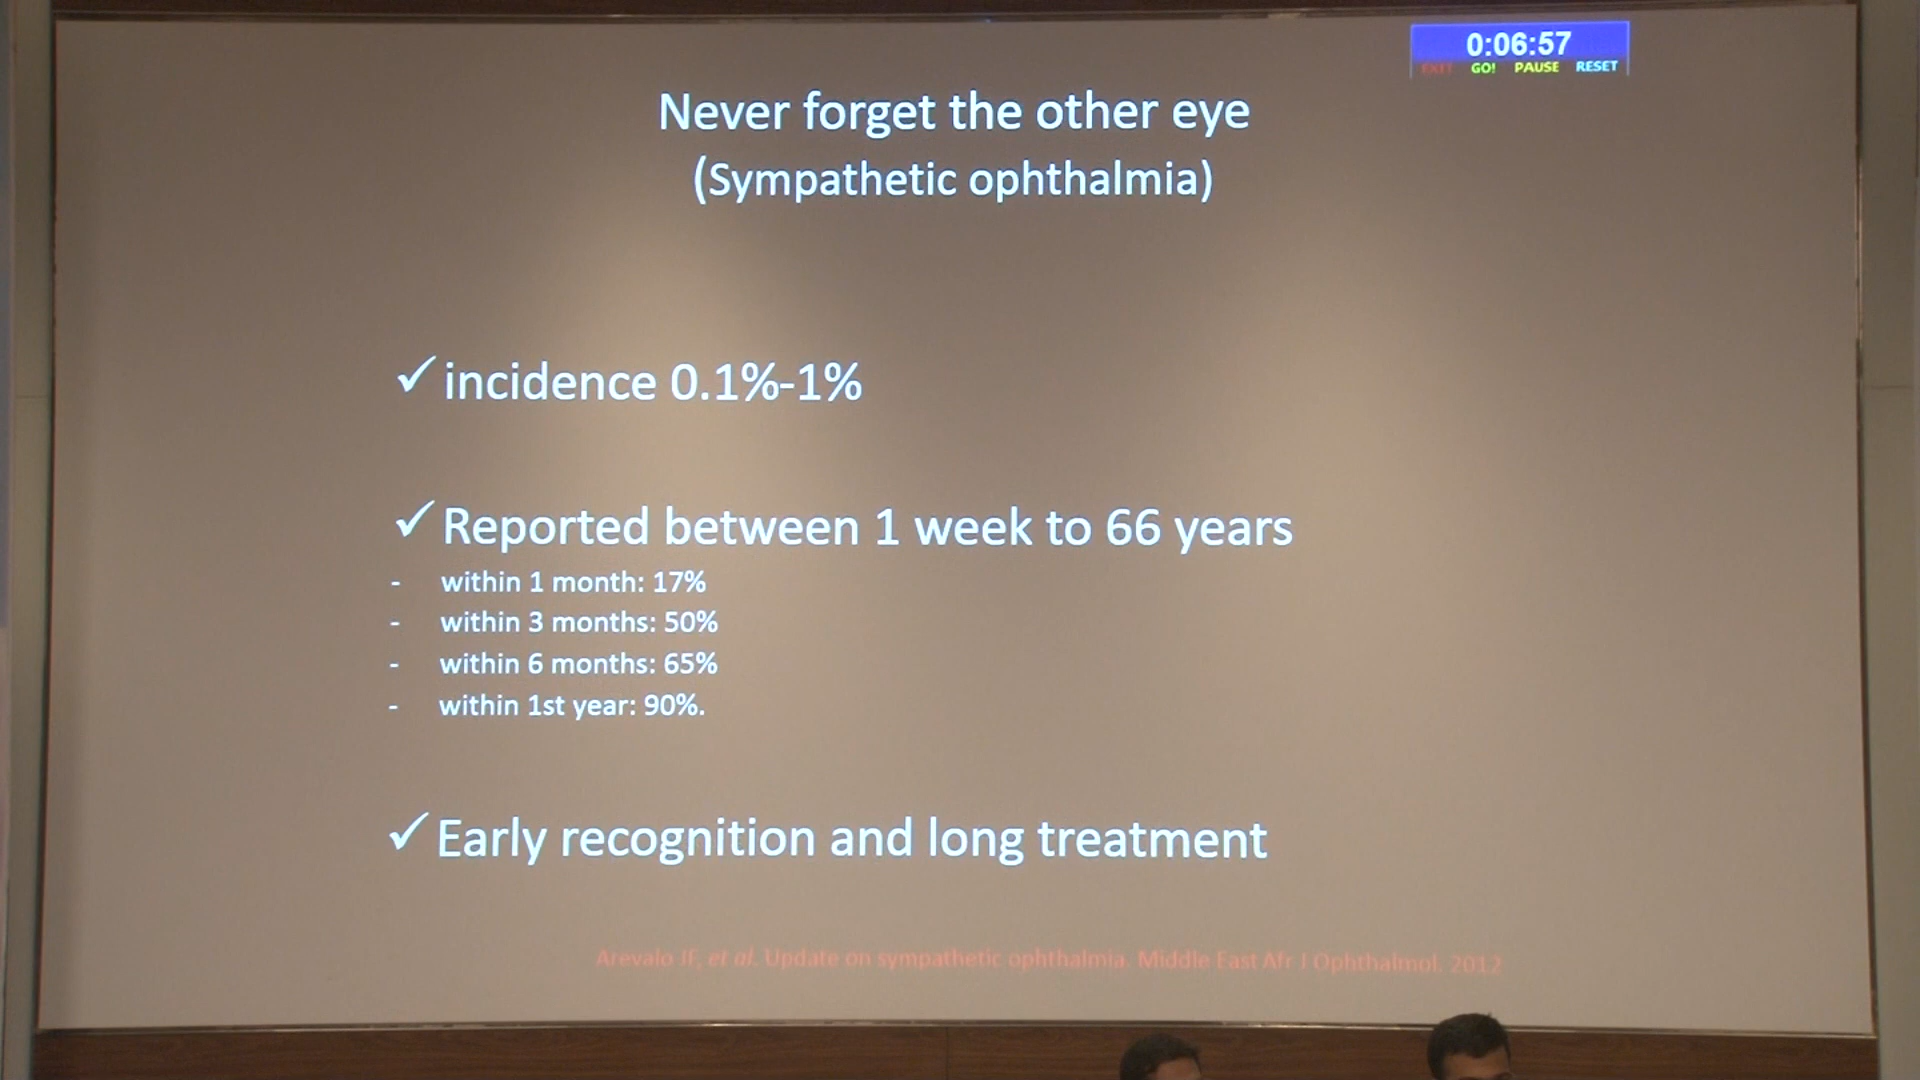 0:06:57
EXIT GO! PAUSE RESET
Never forget the other eye
(Sympathetic ophthalmia)
✓ incidence 0.1%-1%
✓ Reported between 1 week to 66 years
- within 1 month: 17%
- within 3 months: 50%
- within 6 months: 65%
- within 1st year: 90%.
✓ Early recognition and long treatment
Arevalo JF, et al. Update on sympathetic ophthalmia. Middle East Afr J Ophthalmol. 2012